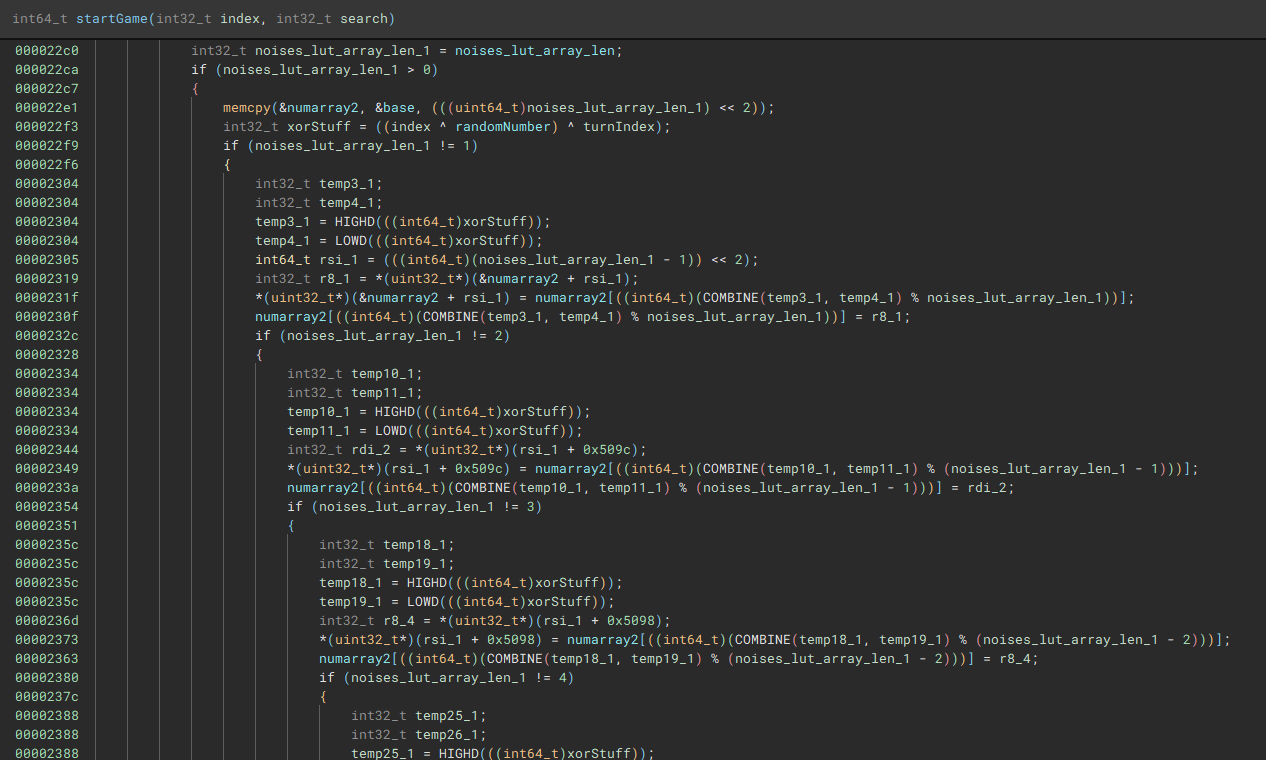 int64_t startGame(int32_t index, int32_t search)
000022c0 int32_t noises_lut_array_len_1 = noises_lut_array_len;
000022ca if (noises_lut_array_len_1 > 0)
000022c7 {
000022e1 memcpy(&numarray2, &base, (((uint64_t)noises_lut_array_len_1) << 2));
000022f3 int32_t xorStuff = ((index ^ randomNumber) ^ turnIndex);
000022f9 if (noises_lut_array_len_1 != 1)
000022f6 {
00002304 int32_t temp3_1;
00002304 int32_t temp4_1;
00002304 temp3_1 = HIGHD(((int64_t)xorStuff));
00002304 temp4_1 = LOWD(((int64_t)xorStuff));
00002305 int64_t rsi_1 = (((int64_t)(noises_lut_array_len_1 - 1)) << 2);
00002319 int32_t r8_1 = *(uint32_t*)(&numarray2 + rsi_1);
0000231f *(uint32_t*)(&numarray2 + rsi_1) = numarray2[((int64_t)(COMBINE(temp3_1, temp4_1) % noises_lut_array_len_1))];
0000230f numarray2[((int64_t)(COMBINE(temp3_1, temp4_1) % noises_lut_array_len_1))] = r8_1;
0000232c if (noises_lut_array_len_1 != 2)
00002328 {
00002334 int32_t temp10_1;
00002334 int32_t temp11_1;
00002334 temp10_1 = HIGHD(((int64_t)xorStuff));
00002334 temp11_1 = LOWD(((int64_t)xorStuff));
00002344 int32_t rdi_2 = *(uint32_t*)(rsi_1 + 0x509c);
00002349 *(uint32_t*)(rsi_1 + 0x509c) = numarray2[((int64_t)(COMBINE(temp10_1, temp11_1) % (noises_lut_array_len_1 - 1)))];
0000233a numarray2[((int64_t)(COMBINE(temp10_1, temp11_1) % (noises_lut_array_len_1 - 1)))] = rdi_2;
00002354 if (noises_lut_array_len_1 != 3)
00002351 {
0000235c int32_t temp18_1;
0000235c int32_t temp19_1;
0000235c temp18_1 = HIGHD(((int64_t)xorStuff));
0000235c temp19_1 = LOWD(((int64_t)xorStuff));
0000236d int32_t r8_4 = *(uint32_t*)(rsi_1 + 0x5098);
00002373 *(uint32_t*)(rsi_1 + 0x5098) = numarray2[((int64_t)(COMBINE(temp18_1, temp19_1) % (noises_lut_array_len_1 - 2)))];
00002363 numarray2[((int64_t)(COMBINE(temp18_1, temp19_1) % (noises_lut_array_len_1 - 2)))] = r8_4;
00002380 if (noises_lut_array_len_1 != 4)
0000237c {
00002388 int32_t temp25_1;
00002388 int32_t temp26_1;
00002388 temp25_1 = HIGHD(((int64_t)xorStuff));